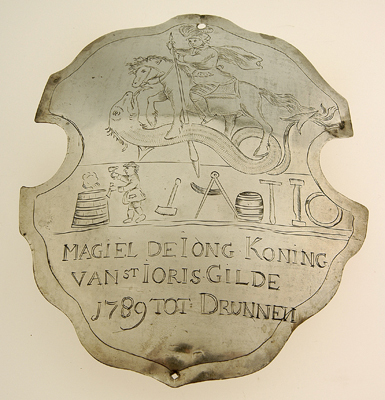 MAGIEL DE IONG KONING
VAN ST IORIS GILDE
1789 TOT DRUNNEN